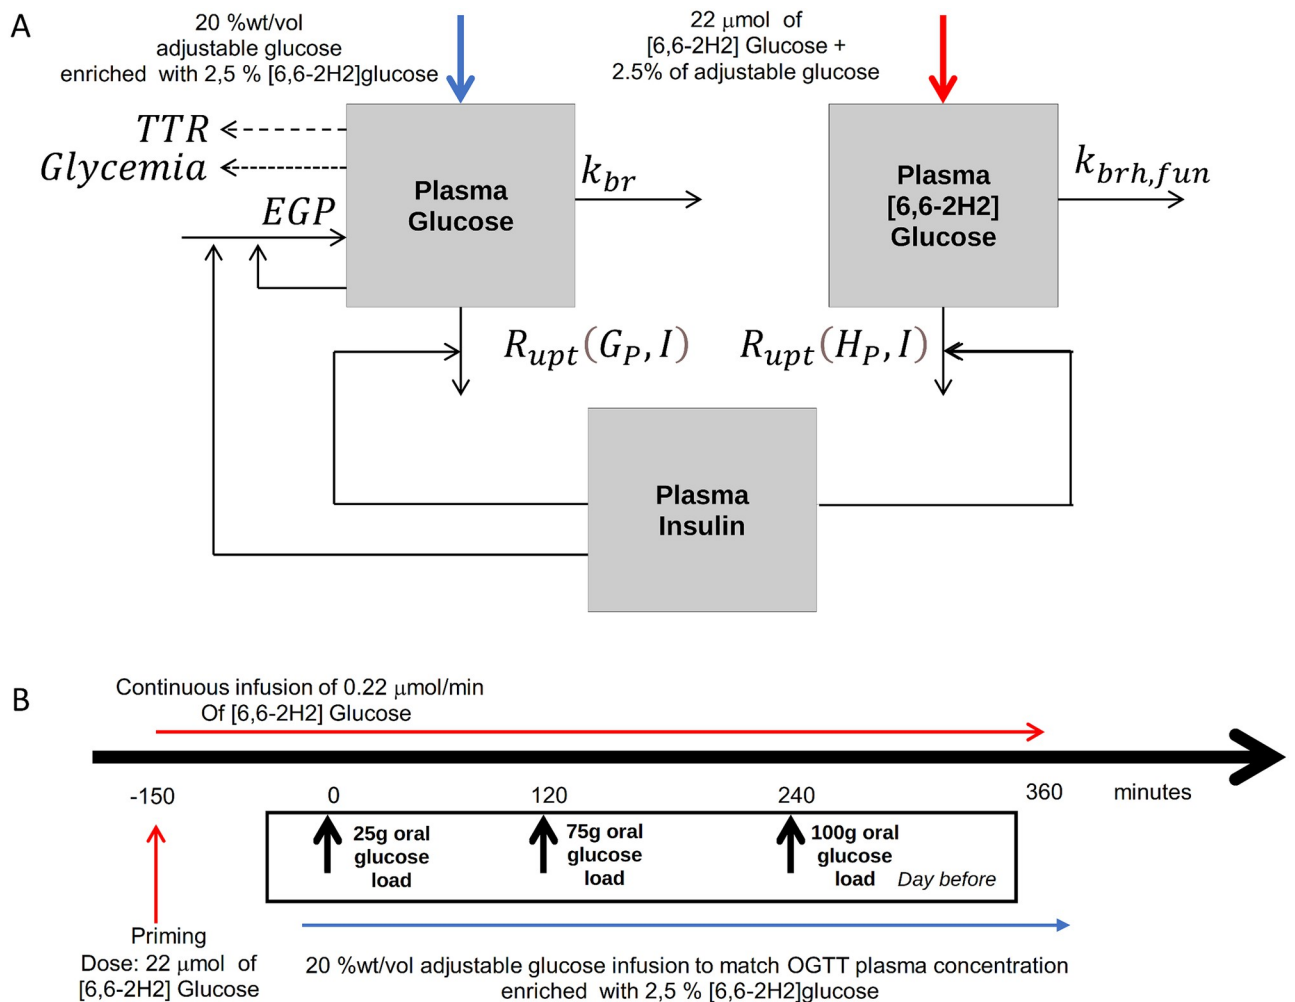 A
20 %wt/vol
adjustable glucose
enriched with 2,5 % [6,6-2H2]glucose
22 μmol of
[6,6-2H2] Glucose +
2.5% of adjustable glucose
TTR
Glycemia
EGP
Plasma
Glucose
k_br
Plasma
[6,6-2H2]
Glucose
k_brh,fun
R_upt(G_P, I)
R_upt(H_P, I)
Plasma
Insulin
B
Continuous infusion of 0.22 μmol/min
Of [6,6-2H2] Glucose
-150
0
120
240
360
minutes
25g oral
glucose
load
75g oral
glucose
load
100g oral
glucose
load
Day before
Priming
Dose: 22 μmol of
[6,6-2H2] Glucose
20 %wt/vol adjustable glucose infusion to match OGTT plasma concentration
enriched with 2,5 % [6,6-2H2]glucose